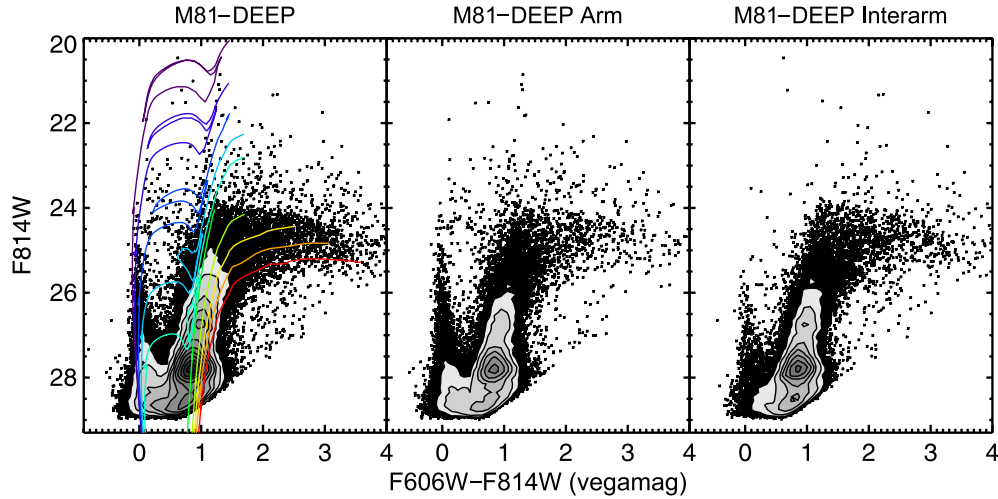 M81−DEEP
M81−DEEP Arm
M81−DEEP Interarm
20
22
24
26
28
F814W
0 1 2 3 4
0 1 2 3 4
0 1 2 3 4
F606W−F814W (vegamag)